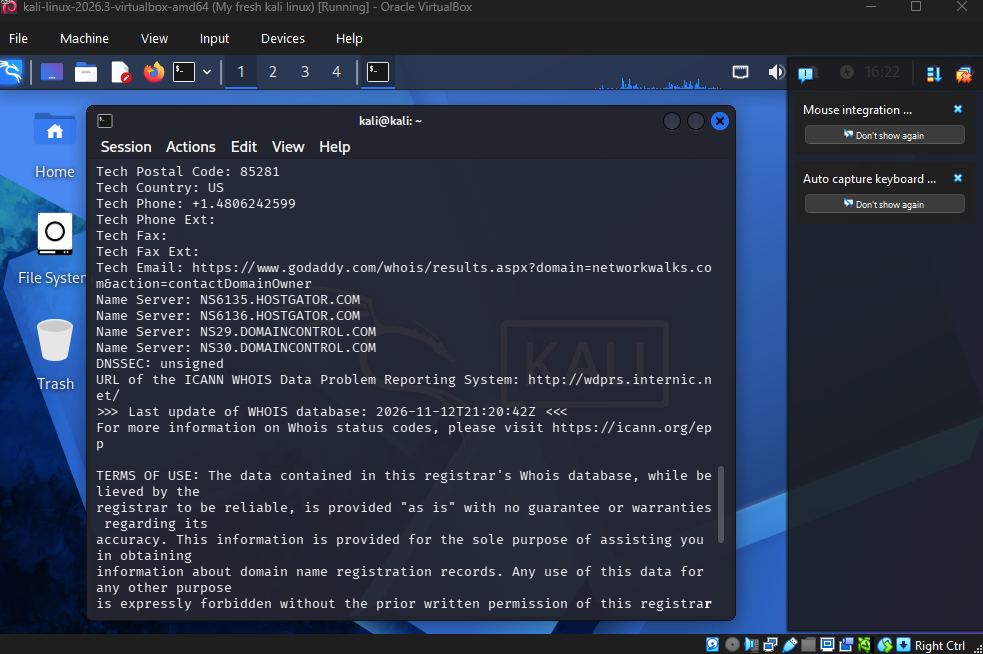 kali-linux-2026.3-virtualbox-amd64 (My fresh kali linux) [Running] - Oracle VirtualBox
File Machine View Input Devices Help
1 2 3 4 16:22
Mouse integration ...
Don't show again
Auto capture keyboard ...
Don't show again
Home
File System
Trash
kali@kali: ~
Session Actions Edit View Help
Tech Postal Code: 85281
Tech Country: US
Tech Phone: +1.4806242599
Tech Phone Ext:
Tech Fax:
Tech Fax Ext:
Tech Email: https://www.godaddy.com/whois/results.aspx?domain=networkwalks.co
m&action=contactDomainOwner
Name Server: NS6135.HOSTGATOR.COM
Name Server: NS6136.HOSTGATOR.COM
Name Server: NS29.DOMAINCONTROL.COM
Name Server: NS30.DOMAINCONTROL.COM
DNSSEC: unsigned
URL of the ICANN WHOIS Data Problem Reporting System: http://wdprs.internic.n
et/
>>> Last update of WHOIS database: 2026-11-12T21:20:42Z <<<
For more information on Whois status codes, please visit https://icann.org/ep
p
TERMS OF USE: The data contained in this registrar's Whois database, while be
lieved by the
registrar to be reliable, is provided "as is" with no guarantee or warranties
regarding its
accuracy. This information is provided for the sole purpose of assisting you
in obtaining
information about domain name registration records. Any use of this data for
any other purpose
is expressly forbidden without the prior written permission of this registrar
KALI
Right Ctrl